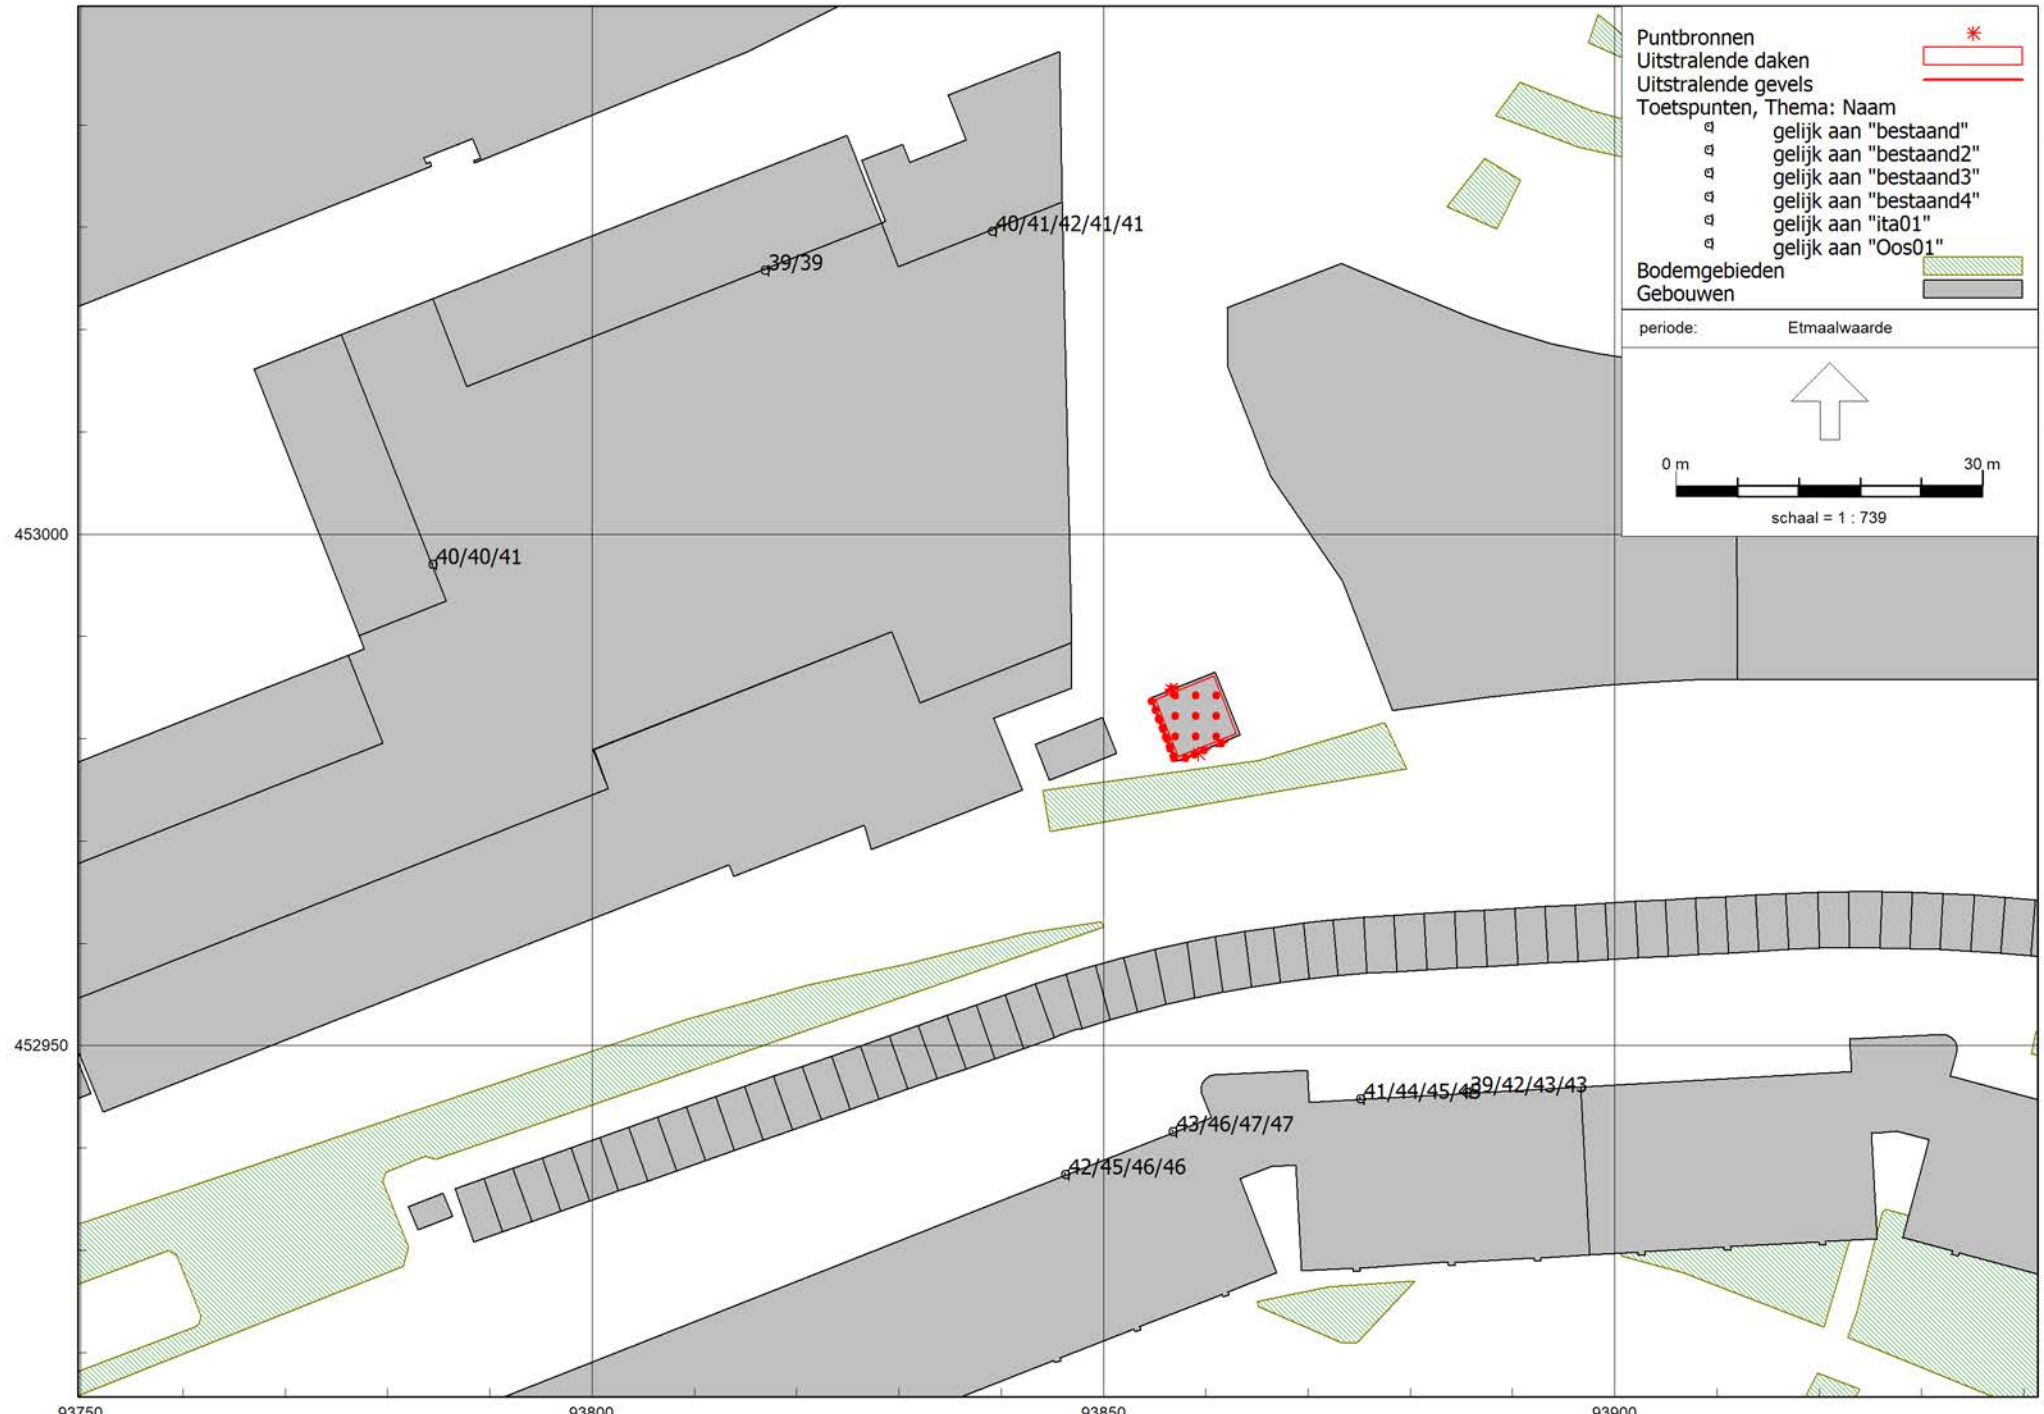 Puntbronnen
Uitstralende daken
Uitstralende gevels
Toetspunten, Thema: Naam
gelijk aan "bestaand"
gelijk aan "bestaand2"
gelijk aan "bestaand3"
gelijk aan "bestaand4"
gelijk aan "ita01"
gelijk aan "Oos01"
Bodemgebieden
Gebouwen
periode: Etmaalwaarde
0 m 30 m
schaal = 1 : 739
40/41/42/41/41
39/39
453000
40/40/41
452950
41/44/45/
39/42/43/43
43/46/47/47
42/45/46/46
93750 93800 93850 93900